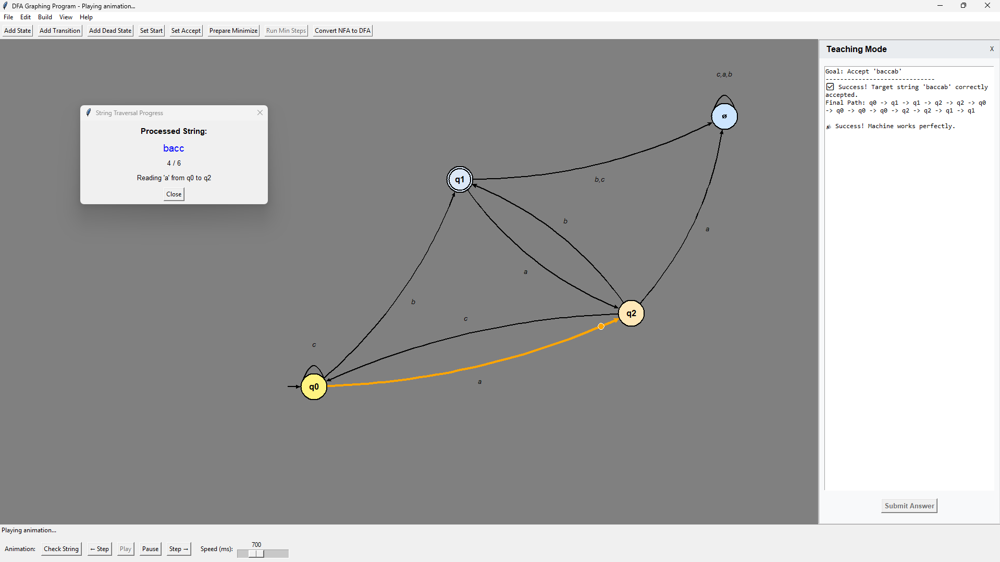 DFA Graphing Program - Playing animation...
File Edit Build View Help
Add State Add Transition Add Dead State Set Start Set Accept Prepare Minimize Run Min Steps Convert NFA to DFA
Teaching Mode X
Goal: Accept 'baccab'
------------------------------
Success! Target string 'baccab' correctly
accepted.
Final Path: q0 -> q1 -> q1 -> q2 -> q2 -> q0
-> q0 -> q0 -> q0 -> q2 -> q2 -> q1 -> q1
Success! Machine works perfectly.
Submit Answer
String Traversal Progress
Processed String:
bacc
4 / 6
Reading 'a' from q0 to q2
Close
c,a,b
ø
q1
b,c
b
a
a
b
q2
c
c
a
q0
Playing animation...
Animation: Check String ← Step Play Pause Step → Speed (ms): 700